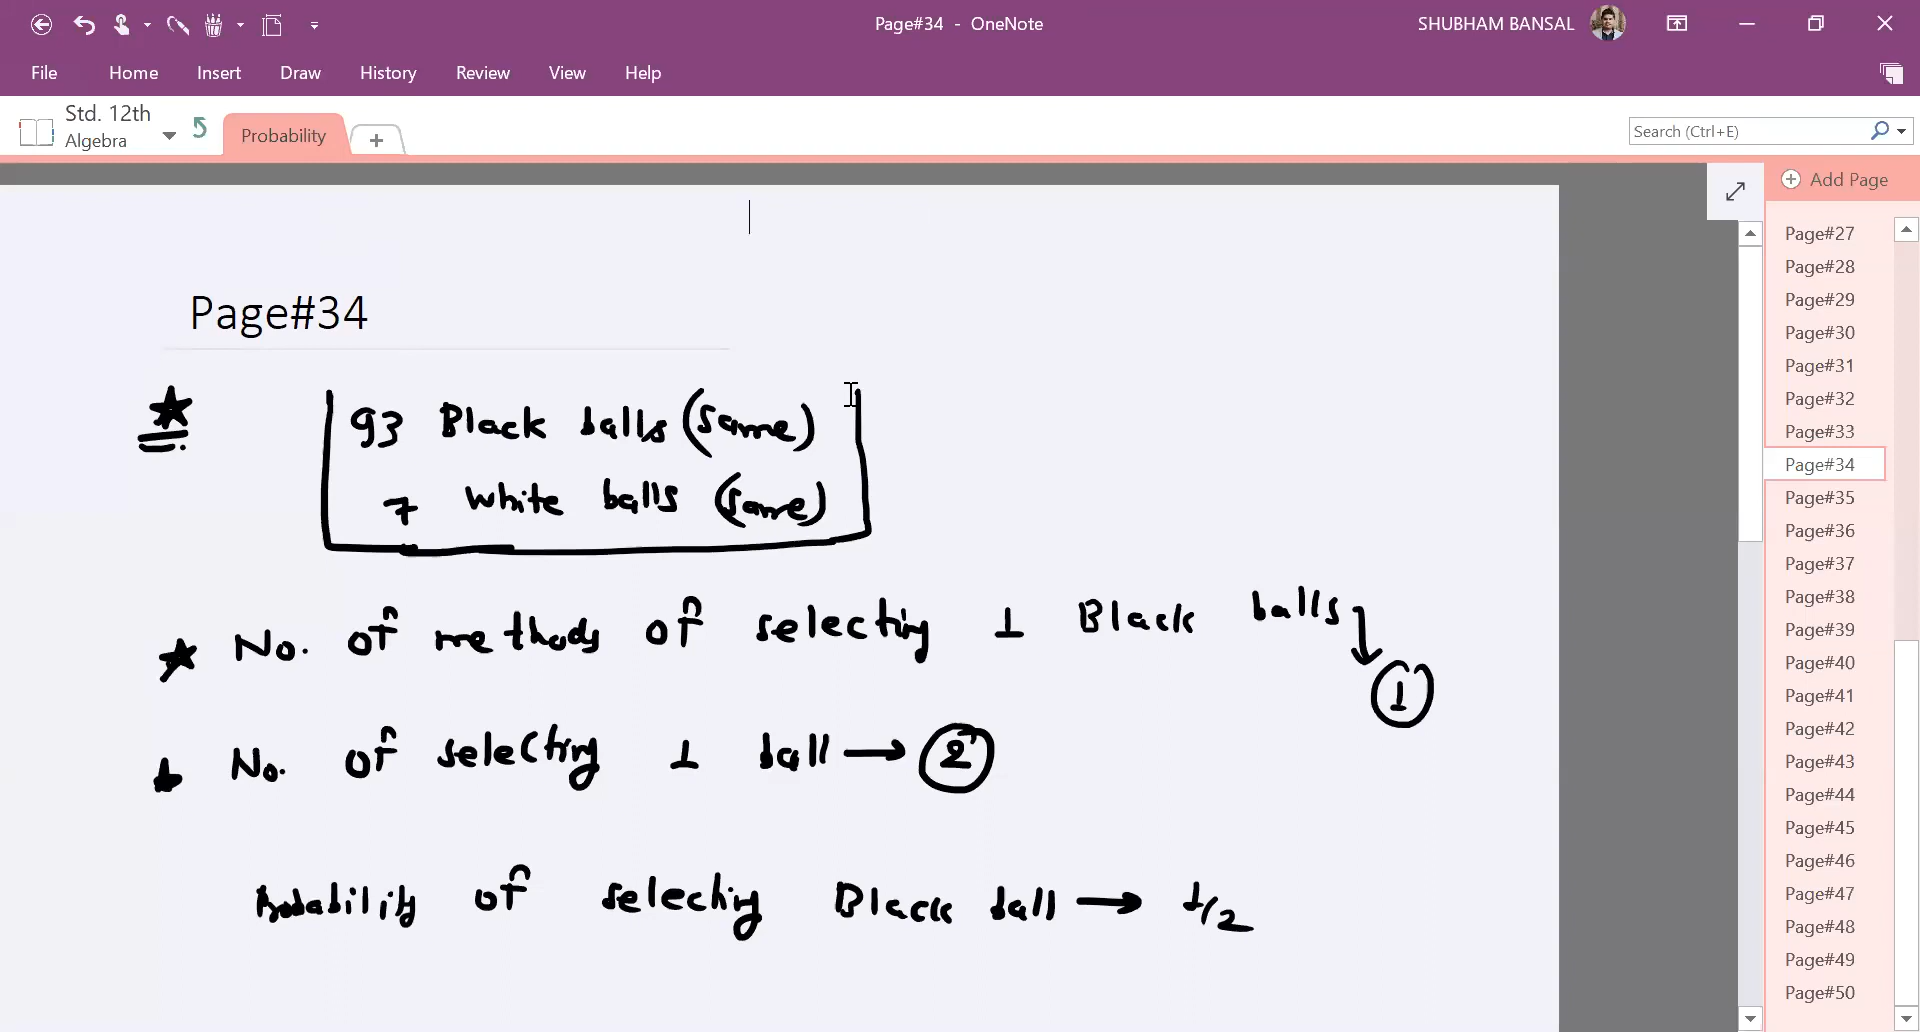 Page#34 - OneNote
SHUBHAM BANSAL
File Home Insert Draw History Review View Help
Std. 12th
Algebra
Probability
+
Search (Ctrl+E)
Add Page
Page#27
Page#28
Page#29
Page#30
Page#31
Page#32
Page#33
Page#34
Page#35
Page#36
Page#37
Page#38
Page#39
Page#40
Page#41
Page#42
Page#43
Page#44
Page#45
Page#46
Page#47
Page#48
Page#49
Page#50
Page#34
93 Black balls (same)
7 white balls (same)
No. of methods of selecting 1 Black balls
1
No. of selecting 1 ball → 2
Probability of selecting Black ball → 1/2